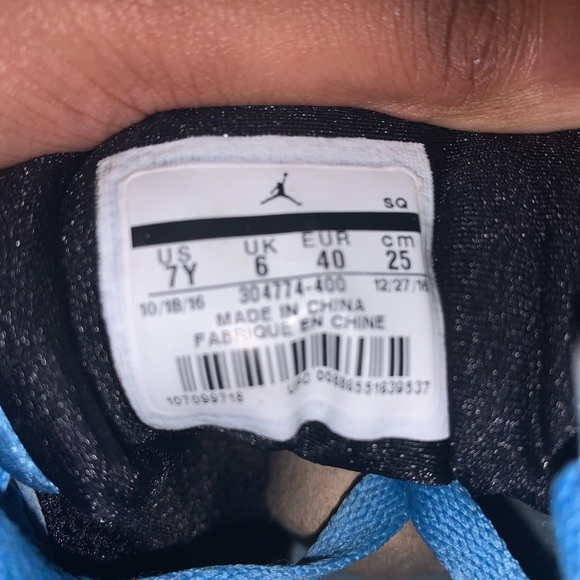 SQ
US UK EUR cm
7Y 6 40 25
10/18/16 304774-400 12/27/16
MADE IN CHINA
FABRIQUE EN CHINE
107099718 UPC 00886551639537